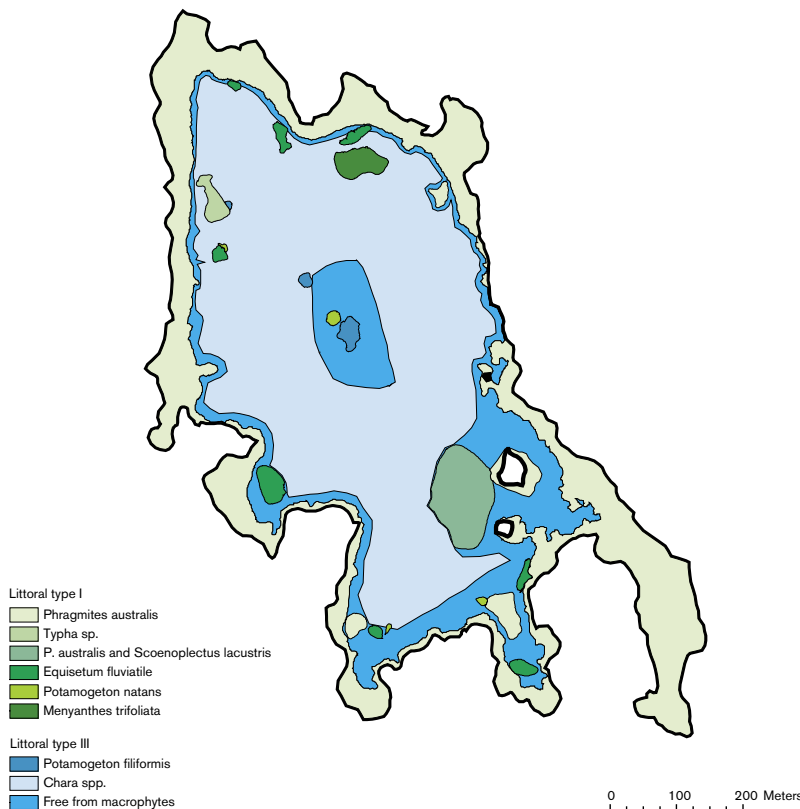 Littoral type I
Phragmites australis
Typha sp.
P. australis and Scoenoplectus lacustris
Equisetum fluviatile
Potamogeton natans
Menyanthes trifoliata
Littoral type III
Potamogeton filiformis
Chara spp.
Free from macrophytes
0 100 200 Meters